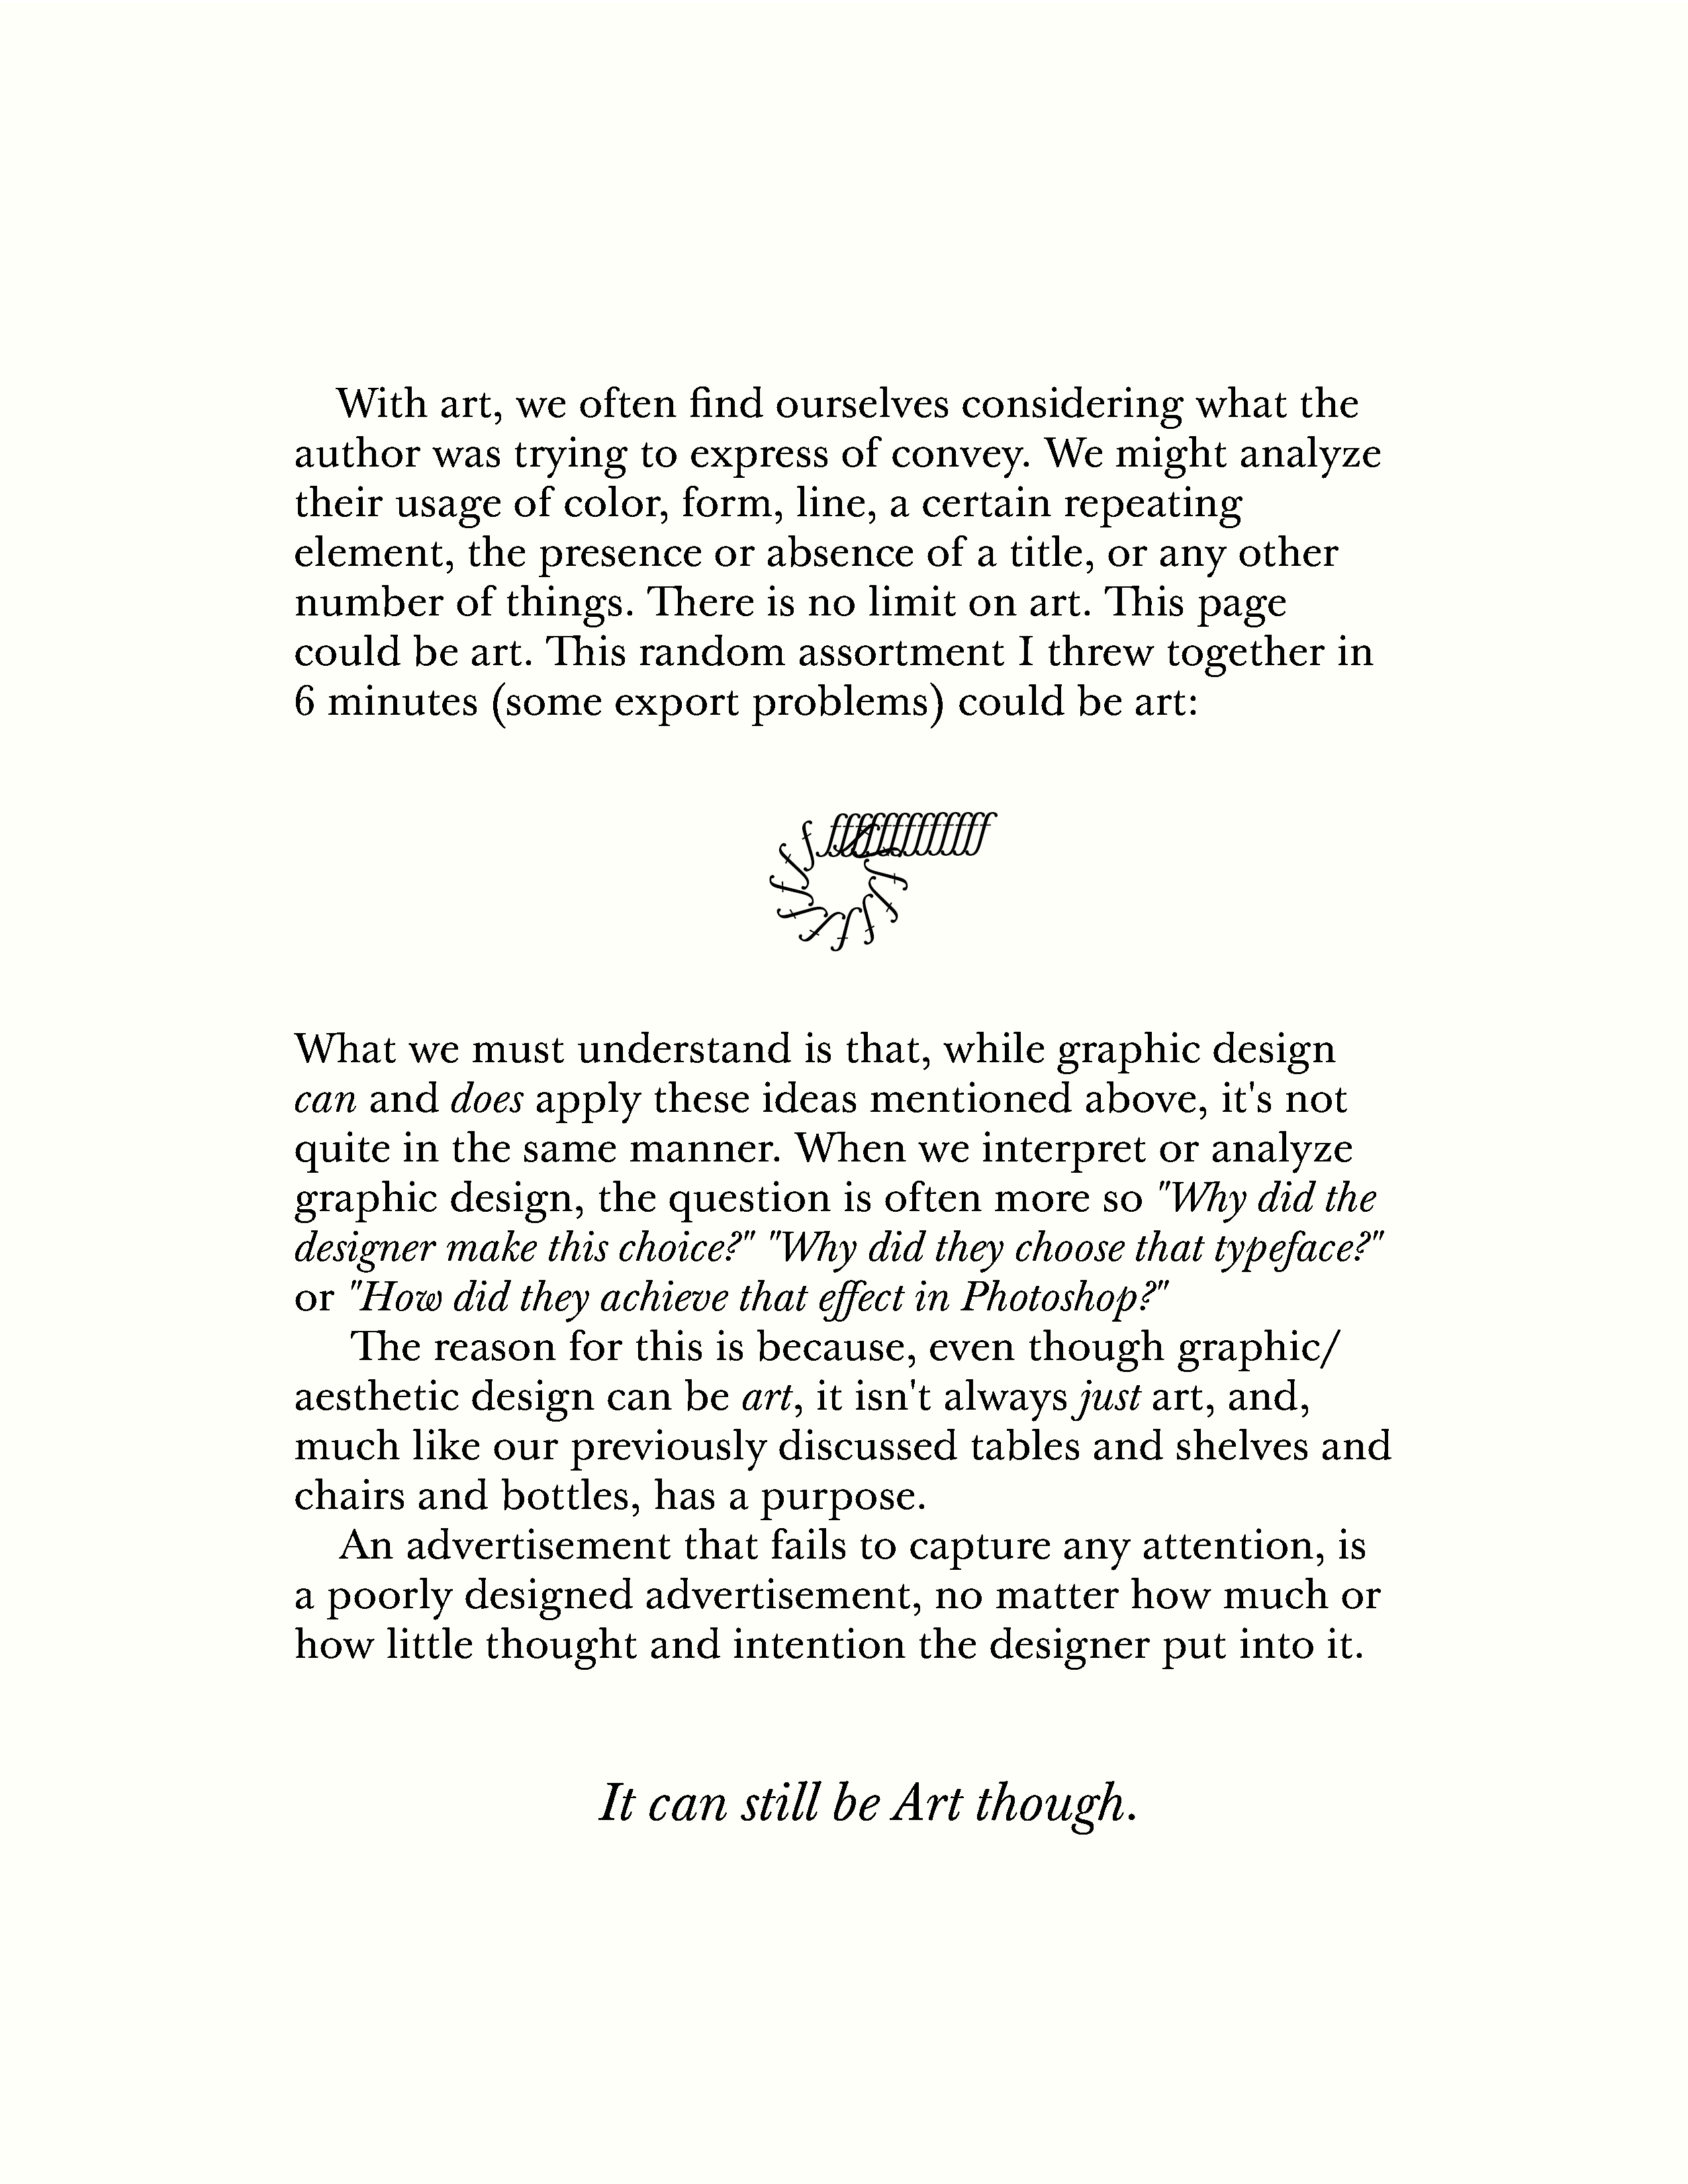 With art, we often find ourselves considering what the
author was trying to express of convey. We might analyze
their usage of color, form, line, a certain repeating
element, the presence or absence of a title, or any other
number of things. There is no limit on art. This page
could be art. This random assortment I threw together in
6 minutes (some export problems) could be art:
What we must understand is that, while graphic design
can and does apply these ideas mentioned above, it's not
quite in the same manner. When we interpret or analyze
graphic design, the question is often more so "Why did the
designer make this choice?" "Why did they choose that typeface?"
or "How did they achieve that effect in Photoshop?"
The reason for this is because, even though graphic/
aesthetic design can be art, it isn't always just art, and,
much like our previously discussed tables and shelves and
chairs and bottles, has a purpose.
An advertisement that fails to capture any attention, is
a poorly designed advertisement, no matter how much or
how little thought and intention the designer put into it.
It can still be Art though.